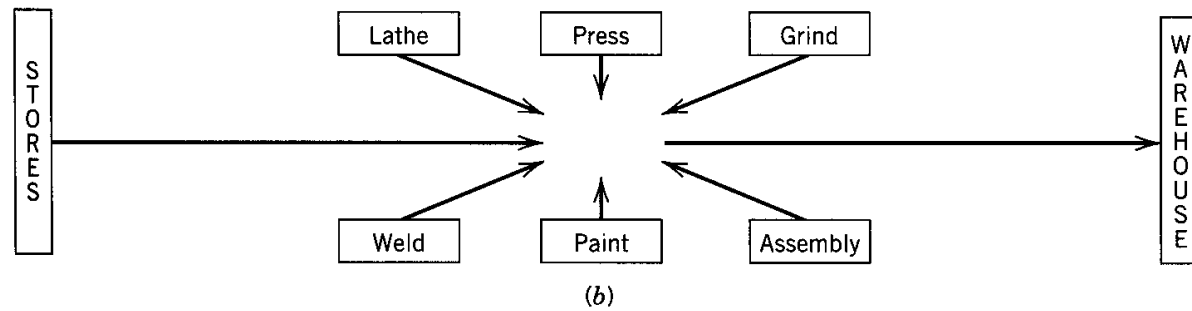 STORES
Lathe
Press
Grind
Weld
Paint
Assembly
WAREHOUSE
(b)